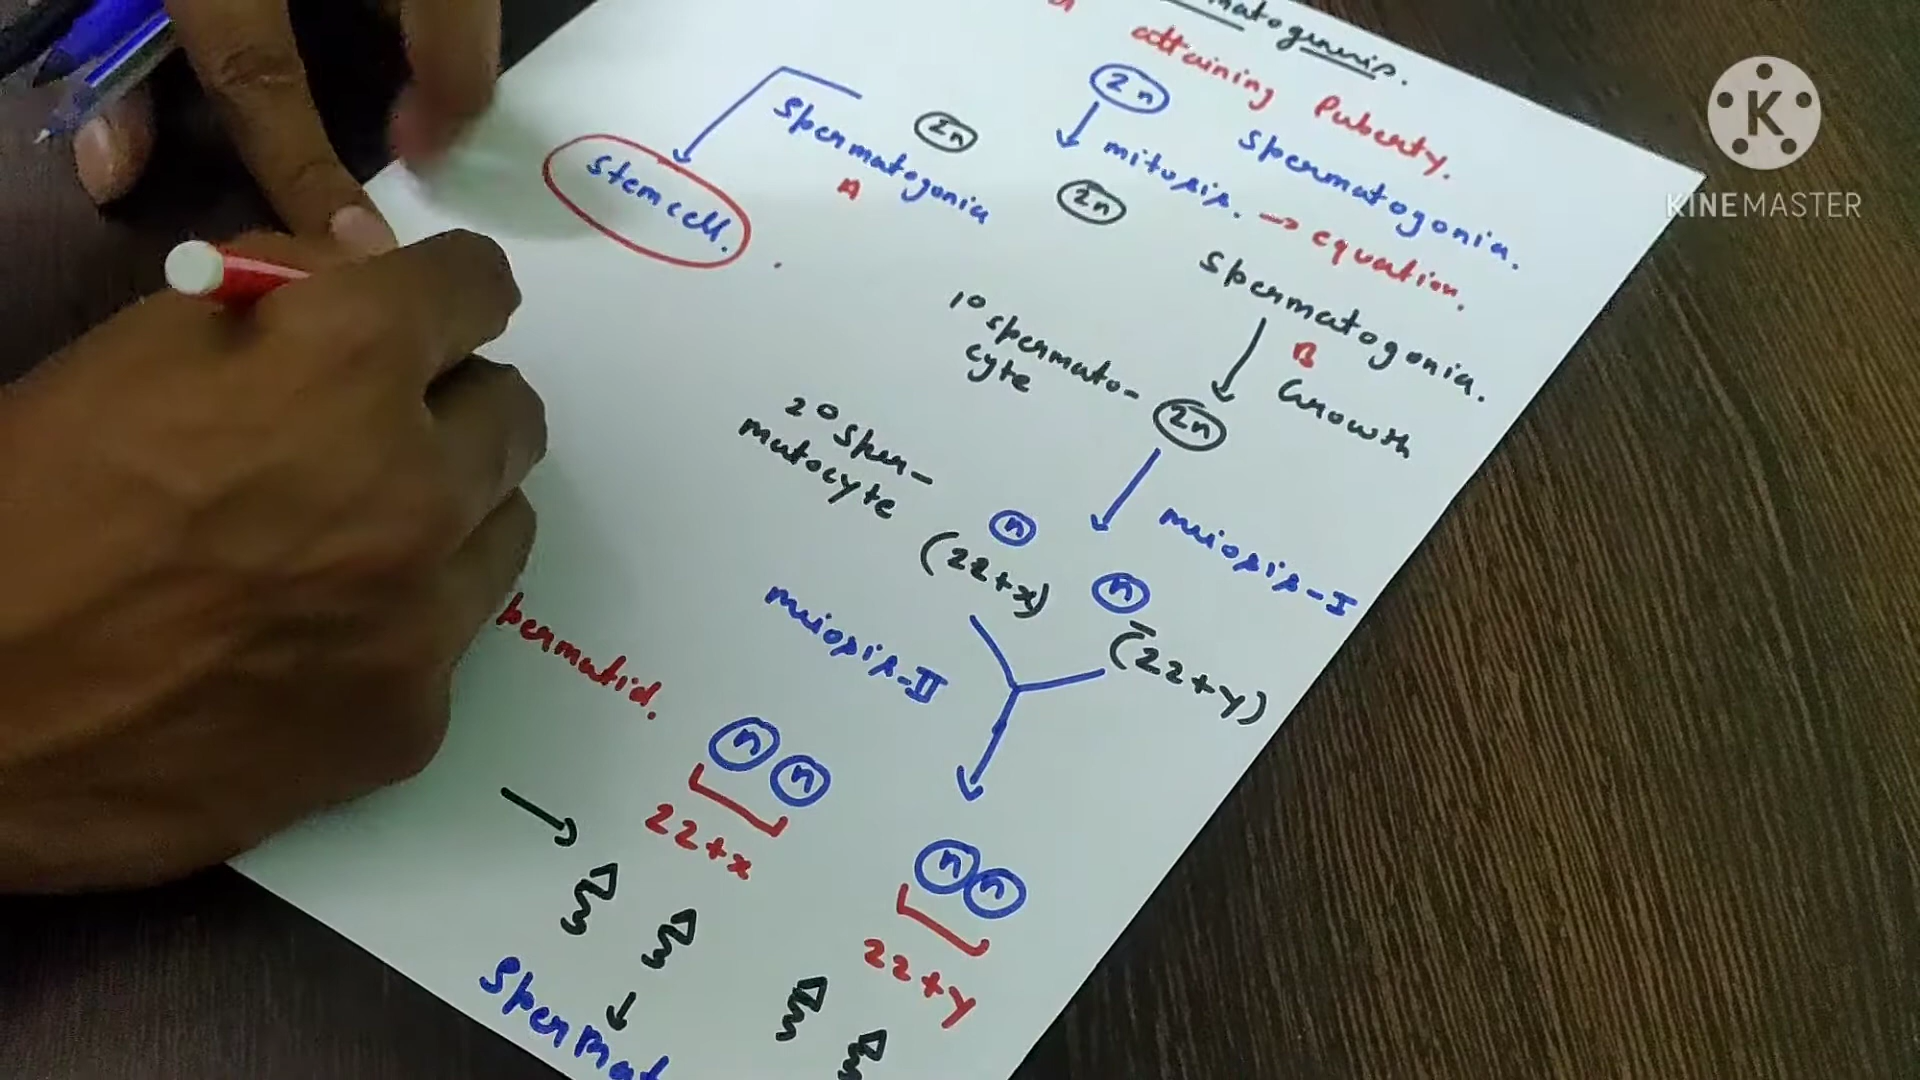 matogenesis.
attaining Puberty.
2n
Spermatogonia.
mitosis. → equation.
2n
2n
Spermatogonia
A
Stem cell.
Spermatogonia.
B
Growth
1° spermato-
cyte
2n
meiosis-I
2° sper-
matocyte
n
(22+x)
n
(22+y)
meiosis-II
permatid.
n n
22+x
n n
22+y
Spermat
K
KINEMASTER